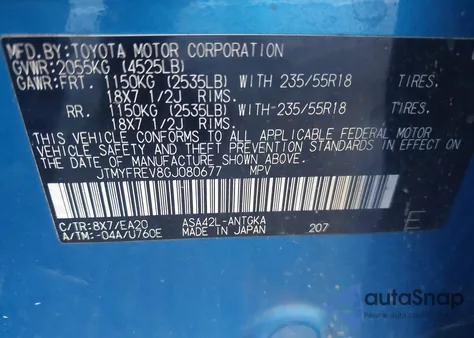 MFD.BY:TOYOTA MOTOR CORPORATION
GVWR:2055KG (4525LB)
GAWR:FRT. 1150KG (2535LB) WITH 235/55R18 TIRES.
18X7 1/2J RIMS.
RR. 1150KG (2535LB) WITH 235/55R18 TIRES.
18X7 1/2J RIMS.
THIS VEHICLE CONFORMS TO ALL APPLICABLE FEDERAL MOTOR
VEHICLE SAFETY AND THEFT PREVENTION STANDARDS IN EFFECT ON
THE DATE OF MANUFACTURE SHOWN ABOVE.
JTMYFREV8GJ080677 MPV
C/TR:8X7/EA20 ASA42L-ANTGKA
A/TM:-04A/U760E MADE IN JAPAN 207
autoSnap